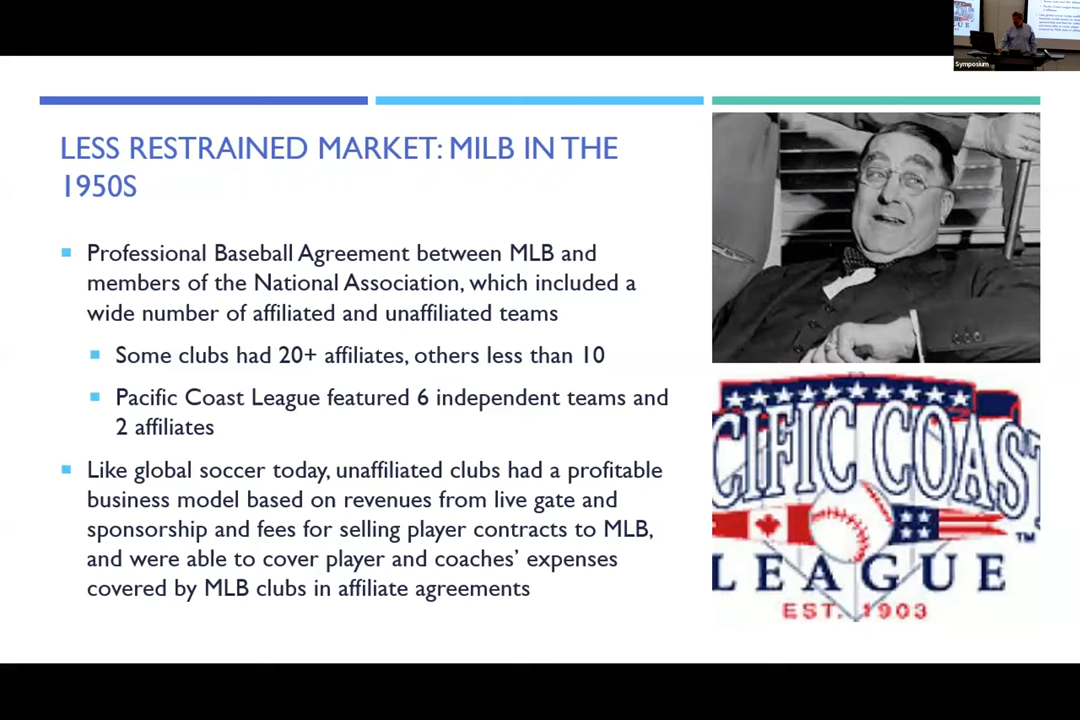 Symposium
LESS RESTRAINED MARKET: MILB IN THE
1950S
Professional Baseball Agreement between MLB and
members of the National Association, which included a
wide number of affiliated and unaffiliated teams
Some clubs had 20+ affiliates, others less than 10
Pacific Coast League featured 6 independent teams and
2 affiliates
Like global soccer today, unaffiliated clubs had a profitable
business model based on revenues from live gate and
sponsorship and fees for selling player contracts to MLB,
and were able to cover player and coaches' expenses
covered by MLB clubs in affiliate agreements
CIFIC COAS
TM
LEAGUE
EST. 1903